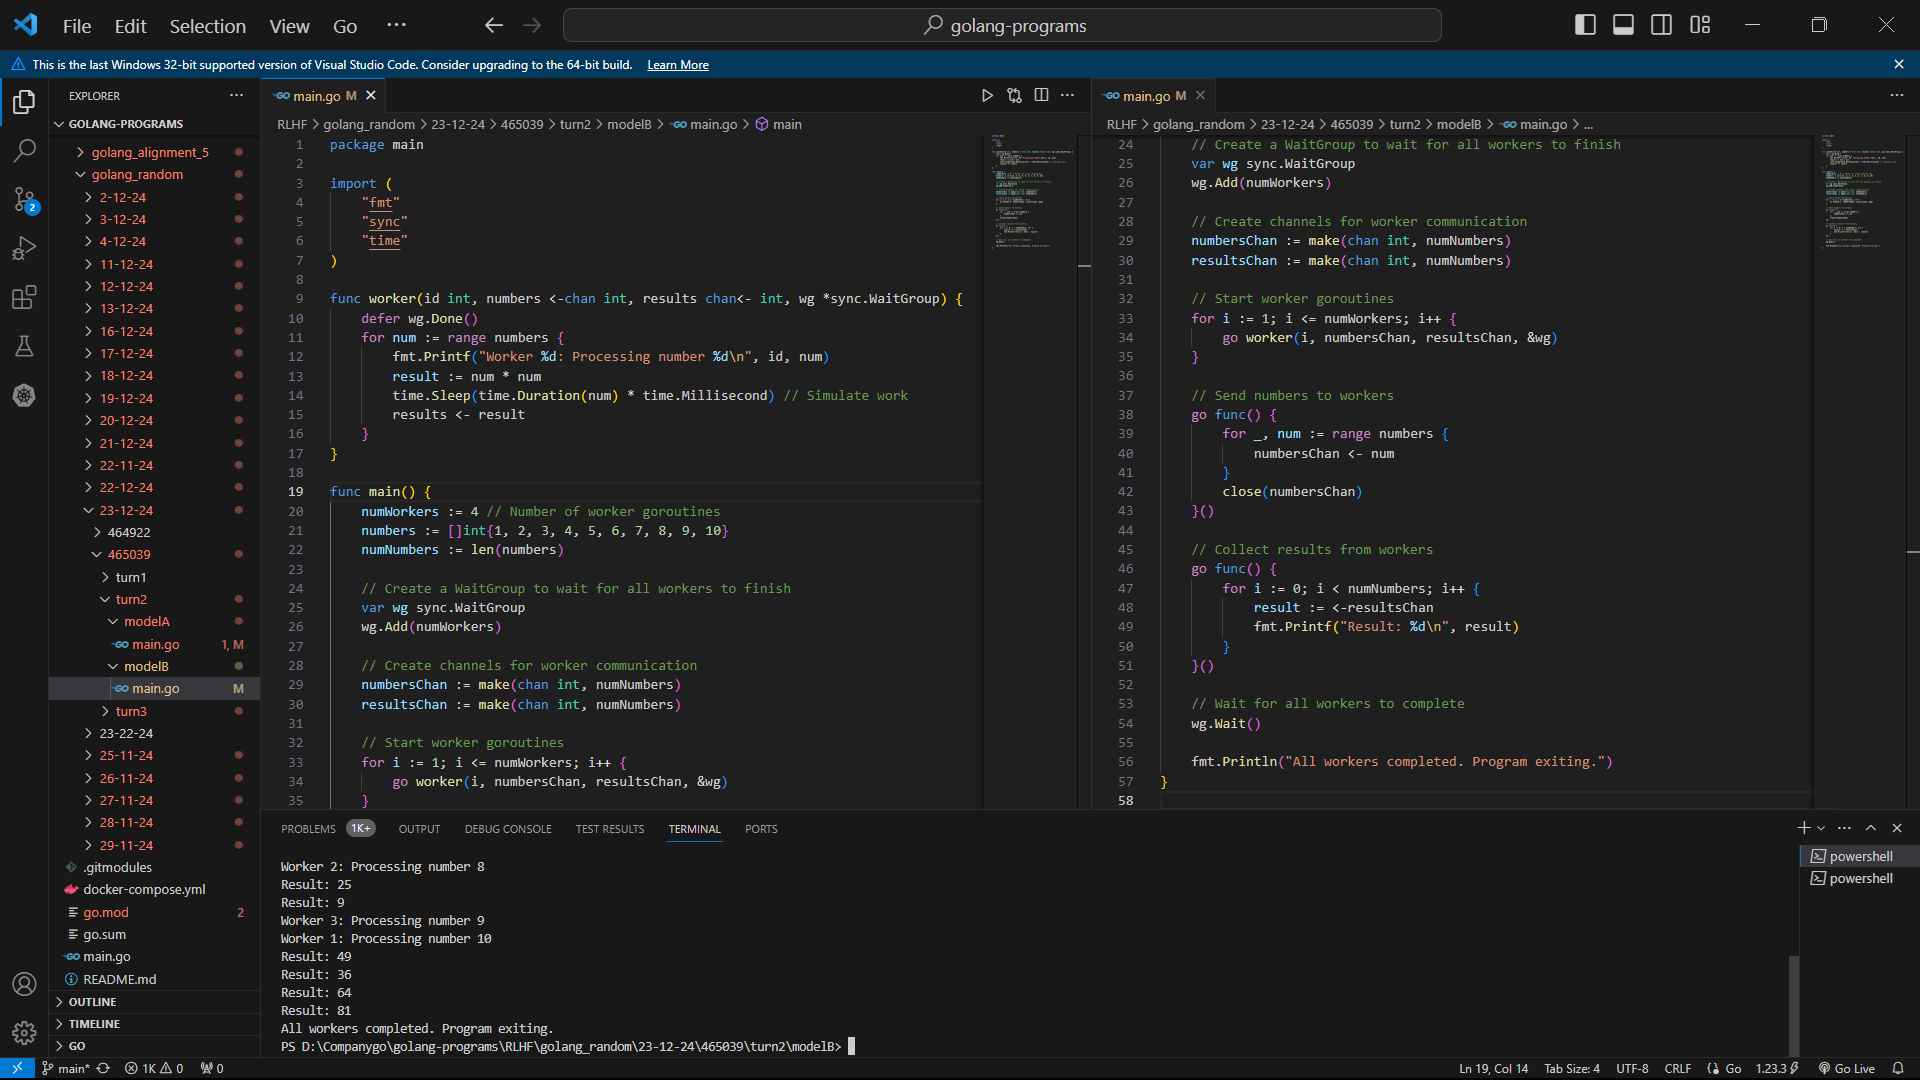 File Edit Selection View Go ···
golang-programs
This is the last Windows 32-bit supported version of Visual Studio Code. Consider upgrading to the 64-bit build. Learn More
EXPLORER
GOLANG-PROGRAMS
golang_alignment_5
golang_random
2-12-24
3-12-24
4-12-24
11-12-24
12-12-24
13-12-24
16-12-24
17-12-24
18-12-24
19-12-24
20-12-24
21-12-24
22-11-24
22-12-24
23-12-24
464922
465039
turn1
turn2
modelA
main.go 1, M
modelB
main.go M
turn3
23-22-24
25-11-24
26-11-24
27-11-24
28-11-24
29-11-24
.gitmodules
docker-compose.yml
go.mod 2
go.sum
main.go
README.md
OUTLINE
TIMELINE
GO
2
main.go M
RLHF > golang_random > 23-12-24 > 465039 > turn2 > modelB > main.go > main
1 package main
2
3 import (
4 "fmt"
5 "sync"
6 "time"
7 )
8
9 func worker(id int, numbers <-chan int, results chan<- int, wg *sync.WaitGroup) {
10 defer wg.Done()
11 for num := range numbers {
12 fmt.Printf("Worker %d: Processing number %d\n", id, num)
13 result := num * num
14 time.Sleep(time.Duration(num) * time.Millisecond) // Simulate work
15 results <- result
16 }
17 }
18
19 func main() {
20 numWorkers := 4 // Number of worker goroutines
21 numbers := []int{1, 2, 3, 4, 5, 6, 7, 8, 9, 10}
22 numNumbers := len(numbers)
23
24 // Create a WaitGroup to wait for all workers to finish
25 var wg sync.WaitGroup
26 wg.Add(numWorkers)
27
28 // Create channels for worker communication
29 numbersChan := make(chan int, numNumbers)
30 resultsChan := make(chan int, numNumbers)
31
32 // Start worker goroutines
33 for i := 1; i <= numWorkers; i++ {
34 go worker(i, numbersChan, resultsChan, &wg)
35 }
main.go M
RLHF > golang_random > 23-12-24 > 465039 > turn2 > modelB > main.go > ...
24 // Create a WaitGroup to wait for all workers to finish
25 var wg sync.WaitGroup
26 wg.Add(numWorkers)
27
28 // Create channels for worker communication
29 numbersChan := make(chan int, numNumbers)
30 resultsChan := make(chan int, numNumbers)
31
32 // Start worker goroutines
33 for i := 1; i <= numWorkers; i++ {
34 go worker(i, numbersChan, resultsChan, &wg)
35 }
36
37 // Send numbers to workers
38 go func() {
39 for _, num := range numbers {
40 numbersChan <- num
41 }
42 close(numbersChan)
43 }()
44
45 // Collect results from workers
46 go func() {
47 for i := 0; i < numNumbers; i++ {
48 result := <-resultsChan
49 fmt.Printf("Result: %d\n", result)
50 }
51 }()
52
53 // Wait for all workers to complete
54 wg.Wait()
55
56 fmt.Println("All workers completed. Program exiting.")
57 }
58
PROBLEMS 1K+ OUTPUT DEBUG CONSOLE TEST RESULTS TERMINAL PORTS
Worker 2: Processing number 8
Result: 25
Result: 9
Worker 3: Processing number 9
Worker 1: Processing number 10
Result: 49
Result: 36
Result: 64
Result: 81
All workers completed. Program exiting.
PS D:\Companygo\golang-programs\RLHF\golang_random\23-12-24\465039\turn2\modelB>
powershell
powershell
main* 1K 0 0 Ln 19, Col 14 Tab Size: 4 UTF-8 CRLF Go 1.23.3 Go Live